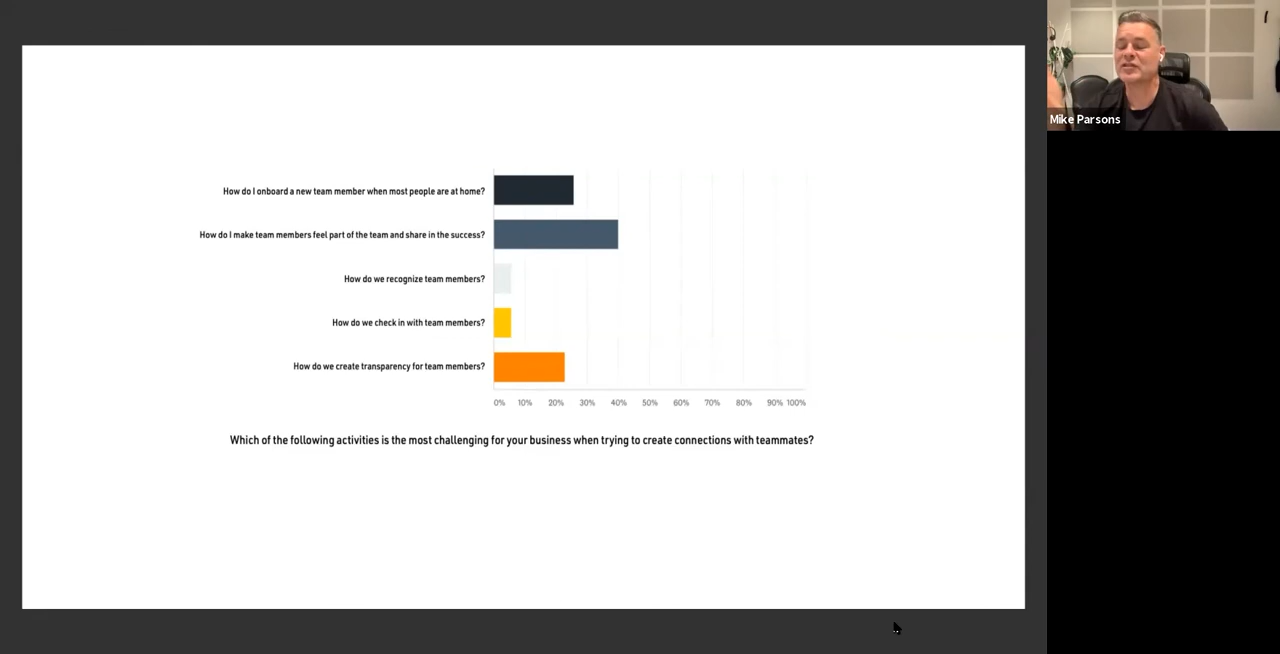 Mike Parsons
How do I onboard a new team member when most people are at home?
How do I make team members feel part of the team and share in the success?
How do we recognize team members?
How do we check in with team members?
How do we create transparency for team members?
0% 10% 20% 30% 40% 50% 60% 70% 80% 90% 100%
Which of the following activities is the most challenging for your business when trying to create connections with teammates?